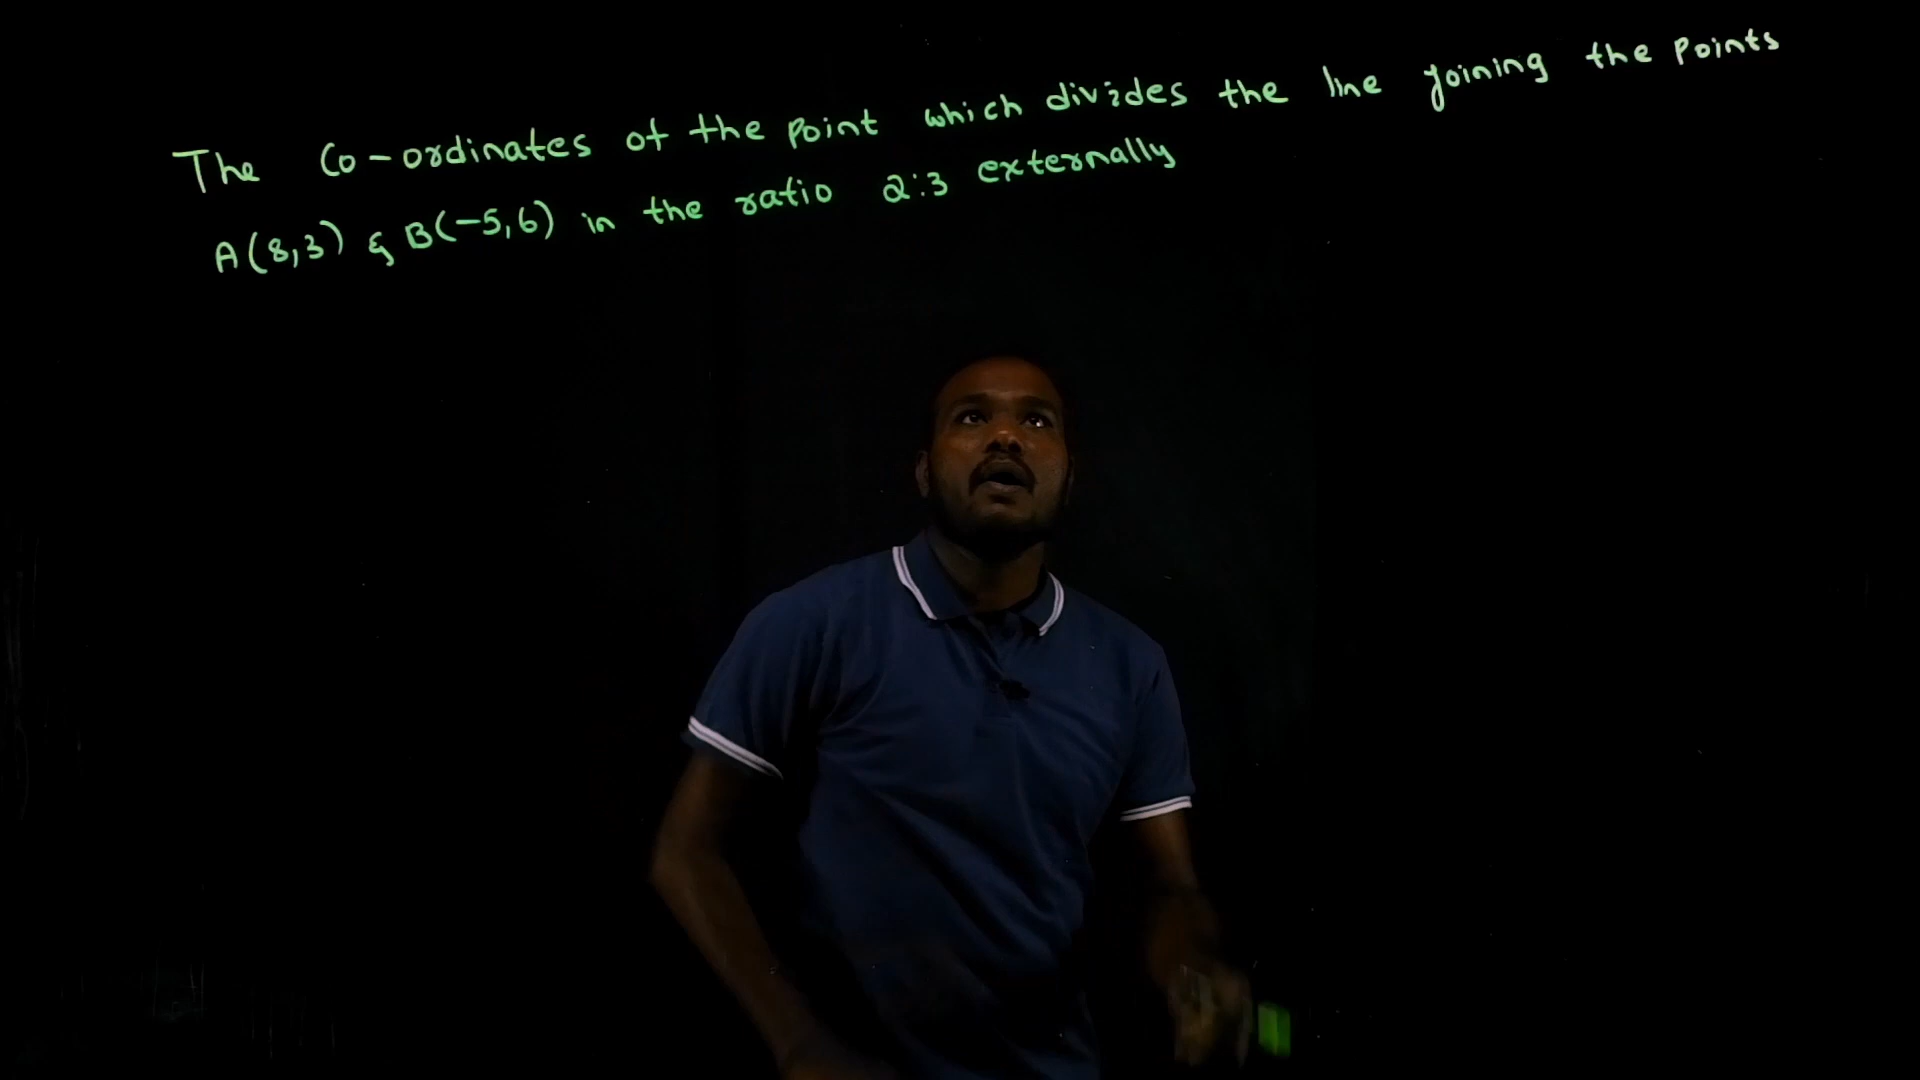 The Co-ordinates of the point which divides the line joining the points
A(8,3) & B(-5,6) in the ratio 2:3 externally